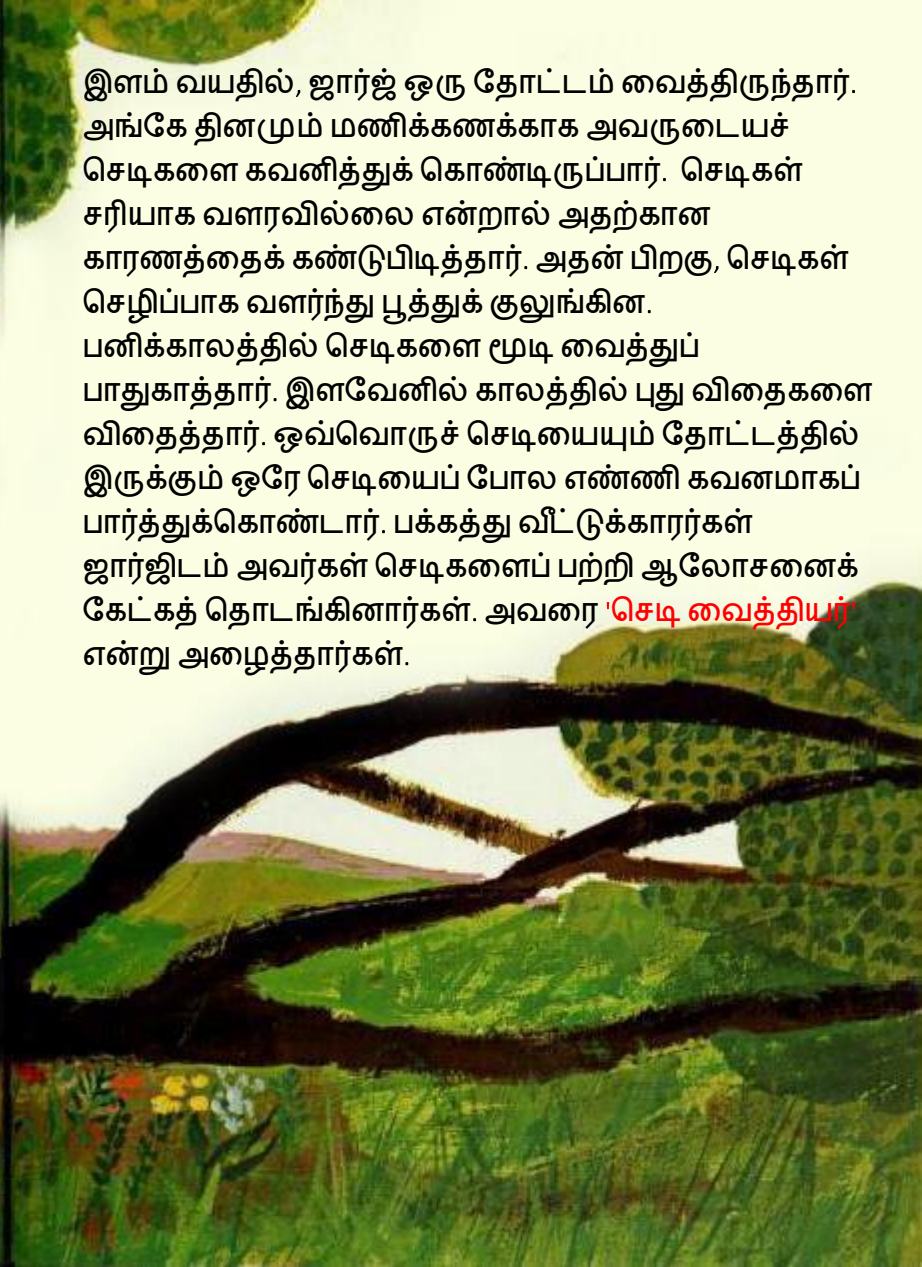 இளம் வயதில், ஜார்ஜ் ஒரு தோட்டம் வைத்திருந்தார்.
அங்கே தினமும் மணிக்கணக்காக அவருடையச்
செடிகளை கவனித்துக் கொண்டிருப்பார். செடிகள்
சரியாக வளரவில்லை என்றால் அதற்கான
காரணத்தைக் கண்டுபிடித்தார். அதன் பிறகு, செடிகள்
செழிப்பாக வளர்ந்து பூத்துக் குலுங்கின.
பனிக்காலத்தில் செடிகளை மூடி வைத்துப்
பாதுகாத்தார். இளவேனில் காலத்தில் புது விதைகளை
விதைத்தார். ஒவ்வொருச் செடியையும் தோட்டத்தில்
இருக்கும் ஒரே செடியைப் போல எண்ணி கவனமாகப்
பார்த்துக்கொண்டார். பக்கத்து வீட்டுக்காரர்கள்
ஜார்ஜிடம் அவர்கள் செடிகளைப் பற்றி ஆலோசனைக்
கேட்கத் தொடங்கினார்கள். அவரை 'செடி வைத்தியர்'
என்று அழைத்தார்கள்.